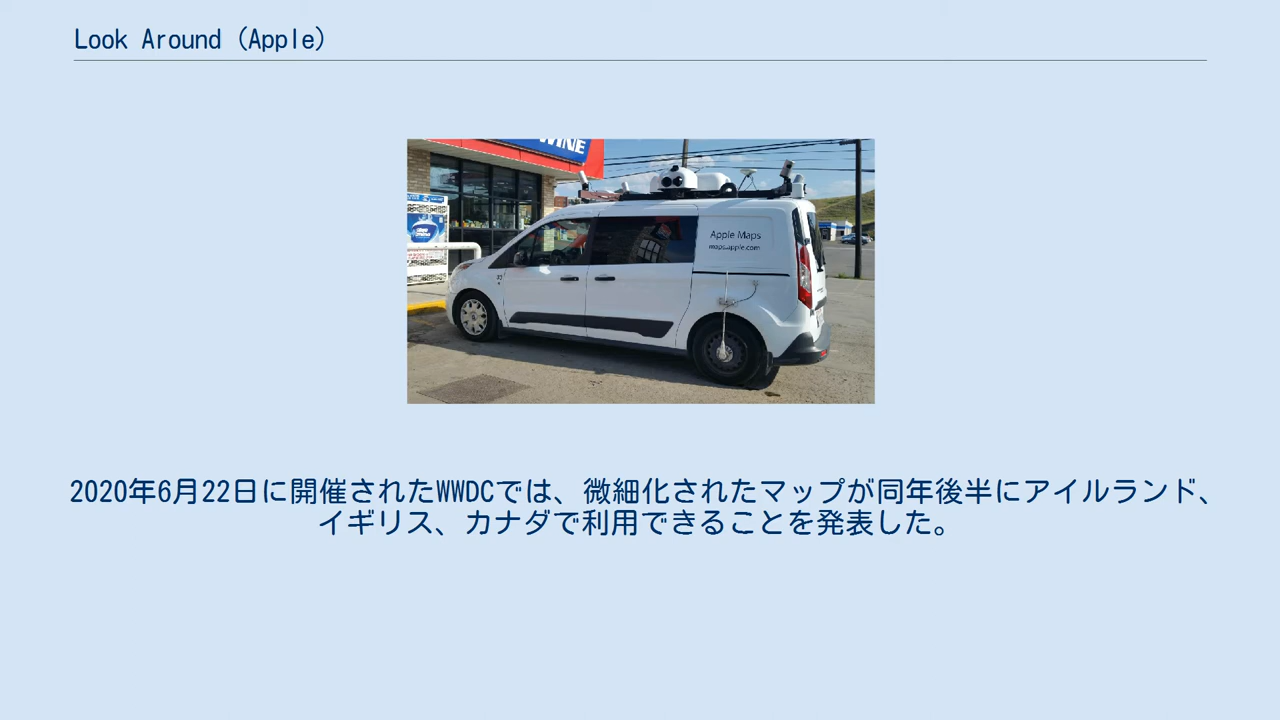 Look Around (Apple)
WINE
Apple Maps
maps.apple.com
2020年6月22日に開催されたWWDCでは、微細化されたマップが同年後半にアイルランド、
イギリス、カナダで利用できることを発表した。